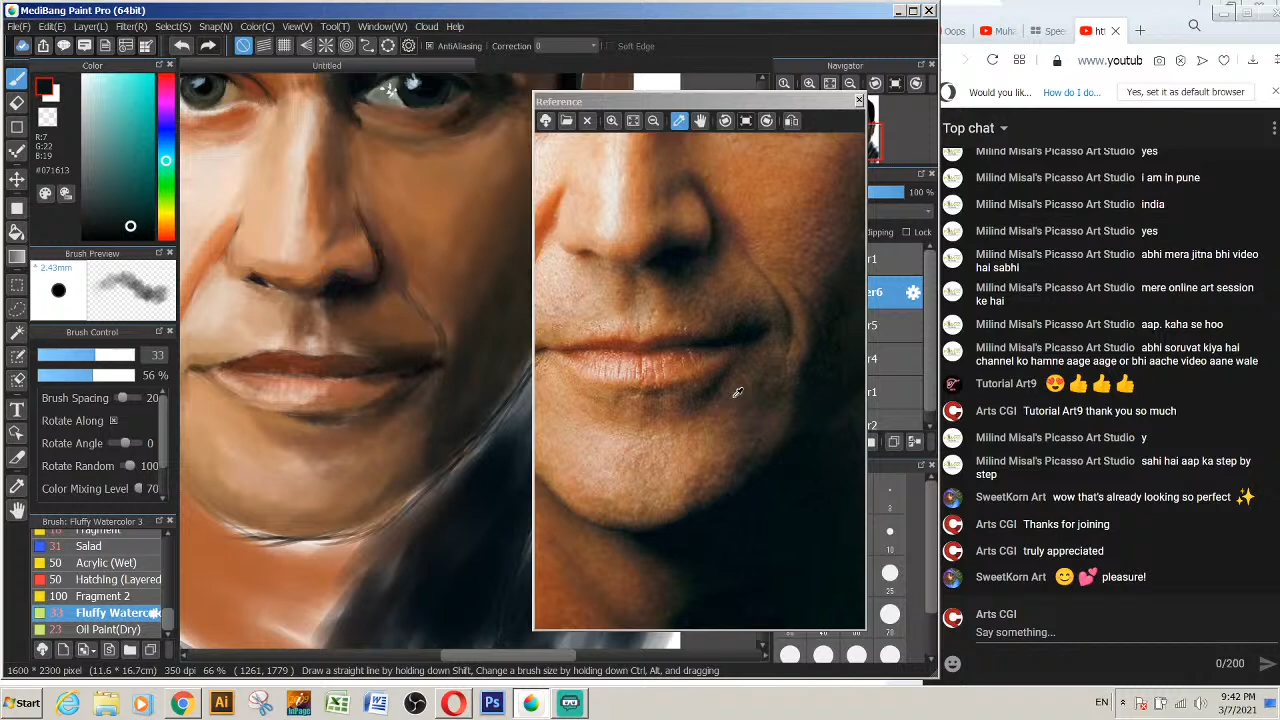 MediBang Paint Pro (64bit)
File(F) Edit(E) Layer(L) Filter(R) Select(S) Snap(N) Color(C) View(V) Tool(T) Window(W) Cloud Help
AntiAliasing Correction 0 Soft Edge
Color
Untitled
Navigator
Reference
R:7
G:22
B:19
#071613
100 %
Brush Preview
2.43mm
Lock
Brush Control
33
56 %
Brush Spacing 20
Rotate Along
Rotate Angle 0
Rotate Random 100
Color Mixing Level 70
Brush: Fluffy Watercolor 3
Fragment
31 Salad
50 Acrylic (Wet)
50 Hatching (Layered
100 Fragment 2
33 Fluffy Waterco
23 Oil Paint(Dry)
10
25
70
1600 * 2300 pixel (11.6 * 16.7cm) 350 dpi 66 % (1261, 1779) Draw a straight line by holding down Shift, Change a brush size by holding down Ctrl, Alt, and dragging
Oops Muha Spee ht
www.youtub
Would you like... How do I do... Yes, set as default browser
Top chat
Milind Misal's Picasso Art Studio yes
Milind Misal's Picasso Art Studio I am in pune
Milind Misal's Picasso Art Studio india
Milind Misal's Picasso Art Studio yes
Milind Misal's Picasso Art Studio abhi mera jitna bhi video
hai sabhi
Milind Misal's Picasso Art Studio mere online art session
ke hai
Milind Misal's Picasso Art Studio aap. kaha se hoo
Milind Misal's Picasso Art Studio abhi soruvat kiya hai
channel ko hamne aage aage or bhi aache video aane wale
Tutorial Art9 😍👍👍👍
Arts CGI Tutorial Art9 thank you so much
Milind Misal's Picasso Art Studio y
Milind Misal's Picasso Art Studio sahi hai aap ka step by
step
SweetKorn Art wow that's already looking so perfect ✨
Arts CGI Thanks for joining
Arts CGI truly appreciated
SweetKorn Art 😊💕 pleasure!
Arts CGI
Say something...
0/200
Start
EN
9:42 PM
3/7/2021